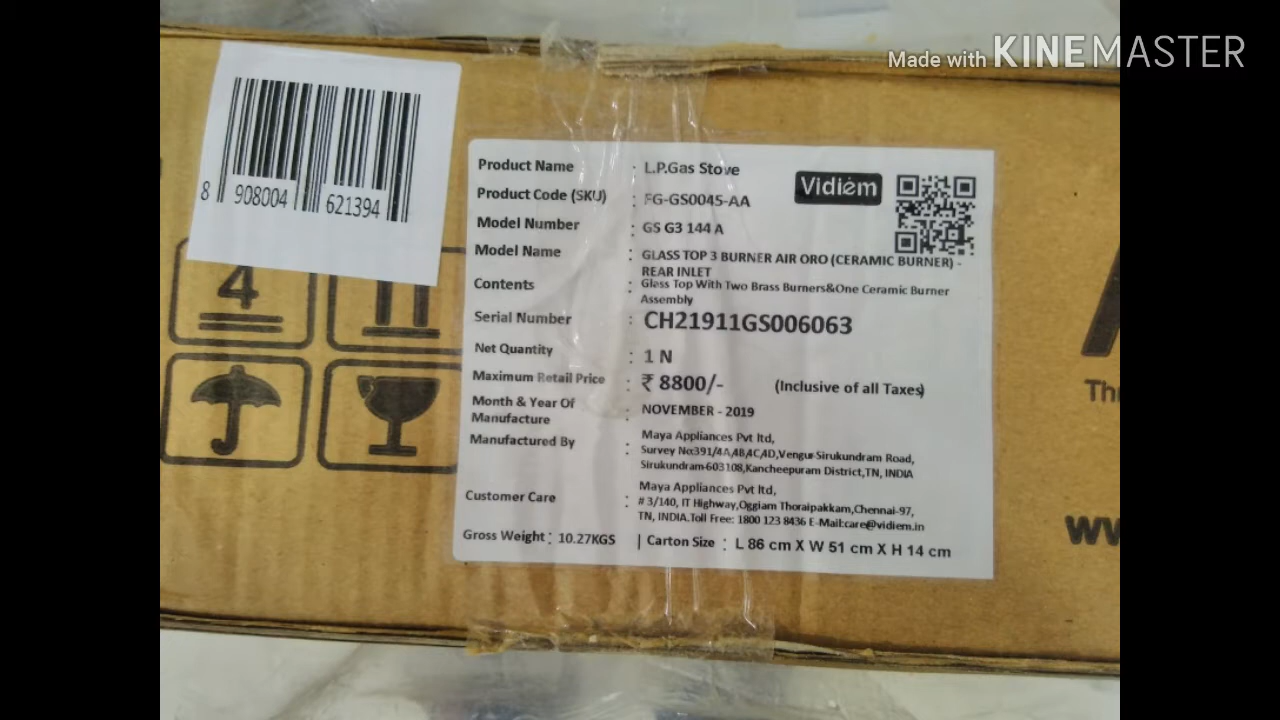 Made with KINEMASTER
8 908004 621394
4
Vidiem
Product Name : L.P.Gas Stove
Product Code (SKU) : FG-GS0045-AA
Model Number : GS G3 144 A
Model Name : GLASS TOP 3 BURNER AIR ORO (CERAMIC BURNER) -
REAR INLET
Contents : Glass Top With Two Brass Burners&One Ceramic Burner
Assembly
Serial Number : CH21911GS006063
Net Quantity : 1 N
Maximum Retail Price : ₹ 8800/- (Inclusive of all Taxes)
Month & Year Of
Manufacture : NOVEMBER - 2019
Manufactured By : Maya Appliances Pvt ltd,
Survey No:391/4A,4B,4C,4D,Vengur-Sirukundram Road,
Sirukundram-603108,Kancheepuram District,TN, INDIA
Customer Care : Maya Appliances Pvt ltd,
# 3/140, IT Highway,Oggiam Thoraipakkam,Chennai-97,
TN, INDIA.Toll Free: 1800 123 8436 E-Mail:care@vidiem.in
Gross Weight : 10.27KGS | Carton Size : L 86 cm X W 51 cm X H 14 cm